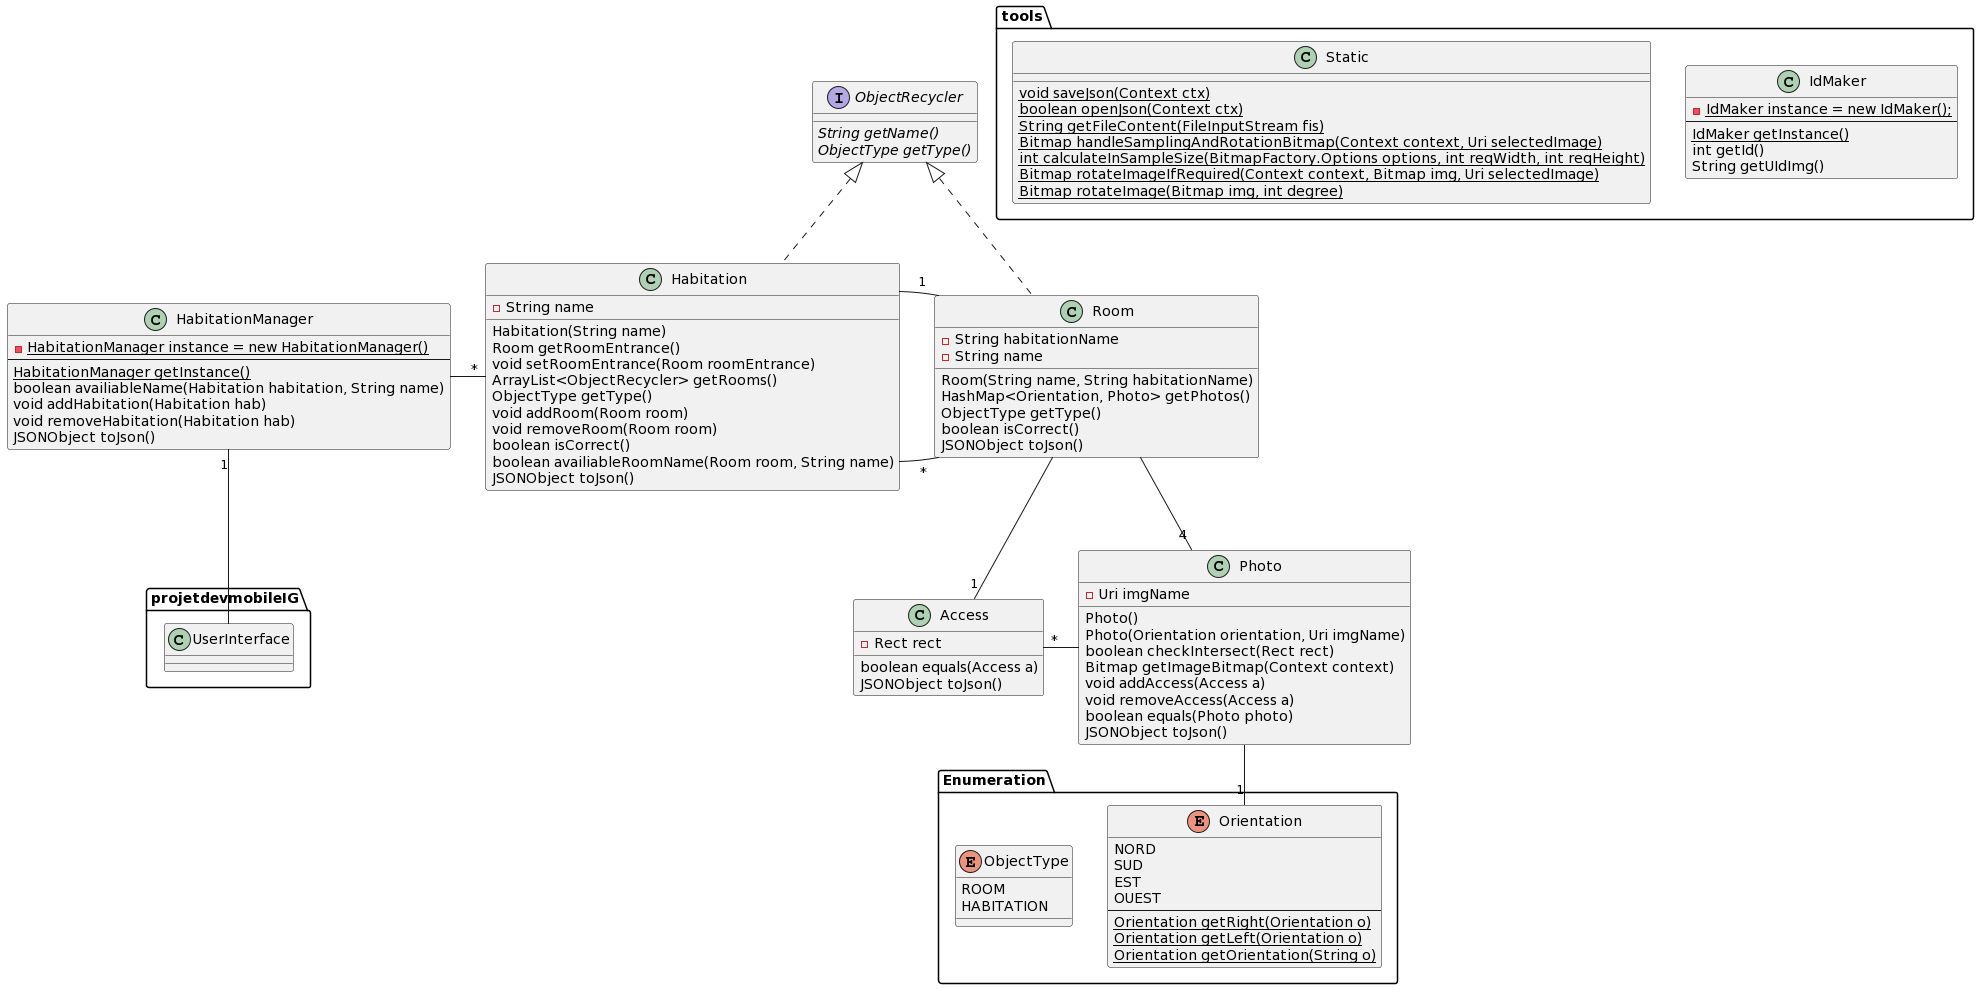 tools
C Static
void saveJson(Context ctx)
boolean openJson(Context ctx)
String getFileContent(FileInputStream fis)
Bitmap handleSamplingAndRotationBitmap(Context context, Uri selectedImage)
int calculateInSampleSize(BitmapFactory.Options options, int reqWidth, int reqHeight)
Bitmap rotateImageIfRequired(Context context, Bitmap img, Uri selectedImage)
Bitmap rotateImage(Bitmap img, int degree)
C IdMaker
IdMaker instance = new IdMaker();
IdMaker getInstance()
int getId()
String getUIdImg()
I ObjectRecycler
String getName()
ObjectType getType()
C HabitationManager
HabitationManager instance = new HabitationManager()
HabitationManager getInstance()
boolean availiableName(Habitation habitation, String name)
void addHabitation(Habitation hab)
void removeHabitation(Habitation hab)
JSONObject toJson()
*
C Habitation
String name
Habitation(String name)
Room getRoomEntrance()
void setRoomEntrance(Room roomEntrance)
ArrayList<ObjectRecycler> getRooms()
ObjectType getType()
void addRoom(Room room)
void removeRoom(Room room)
boolean isCorrect()
boolean availiableRoomName(Room room, String name)
JSONObject toJson()
1
*
C Room
String habitationName
String name
Room(String name, String habitationName)
HashMap<Orientation, Photo> getPhotos()
ObjectType getType()
boolean isCorrect()
JSONObject toJson()
1
projetdevmobileIG
C UserInterface
1
4
C Access
Rect rect
boolean equals(Access a)
JSONObject toJson()
*
C Photo
Uri imgName
Photo()
Photo(Orientation orientation, Uri imgName)
boolean checkIntersect(Rect rect)
Bitmap getImageBitmap(Context context)
void addAccess(Access a)
void removeAccess(Access a)
boolean equals(Photo photo)
JSONObject toJson()
1
Enumeration
E ObjectType
ROOM
HABITATION
E Orientation
NORD
SUD
EST
OUEST
Orientation getRight(Orientation o)
Orientation getLeft(Orientation o)
Orientation getOrientation(String o)